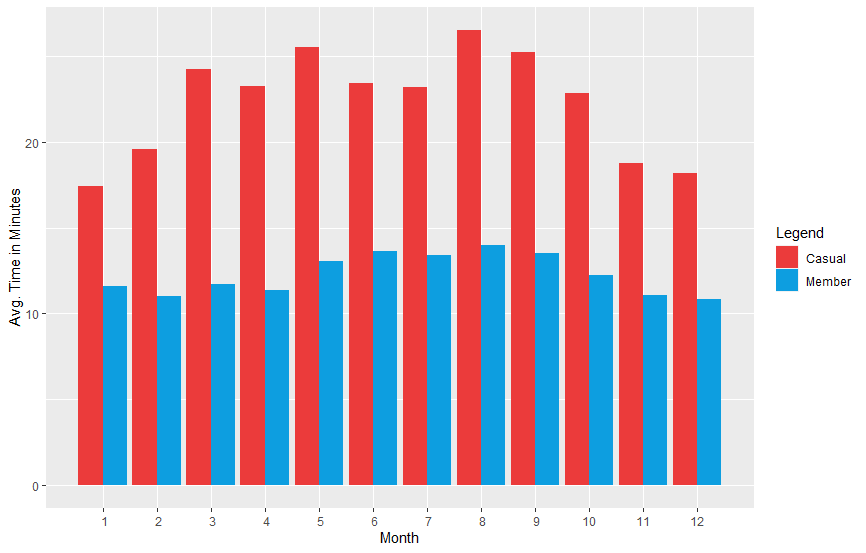 20
10
0
Avg. Time in Minutes
1 2 3 4 5 6 7 8 9 10 11 12
Month
Legend
Casual
Member